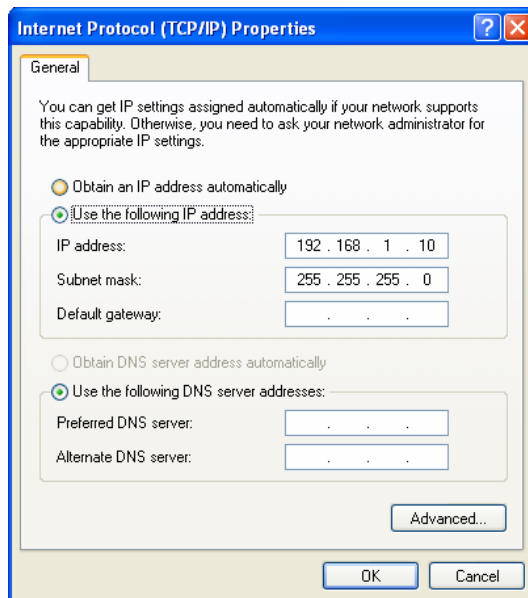 Internet Protocol (TCP/IP) Properties
General
You can get IP settings assigned automatically if your network supports
this capability. Otherwise, you need to ask your network administrator for
the appropriate IP settings.
Obtain an IP address automatically
Use the following IP address:
IP address: 192 . 168 . 1 . 10
Subnet mask: 255 . 255 . 255 . 0
Default gateway: . . .
Obtain DNS server address automatically
Use the following DNS server addresses:
Preferred DNS server: . . .
Alternate DNS server: . . .
Advanced...
OK Cancel